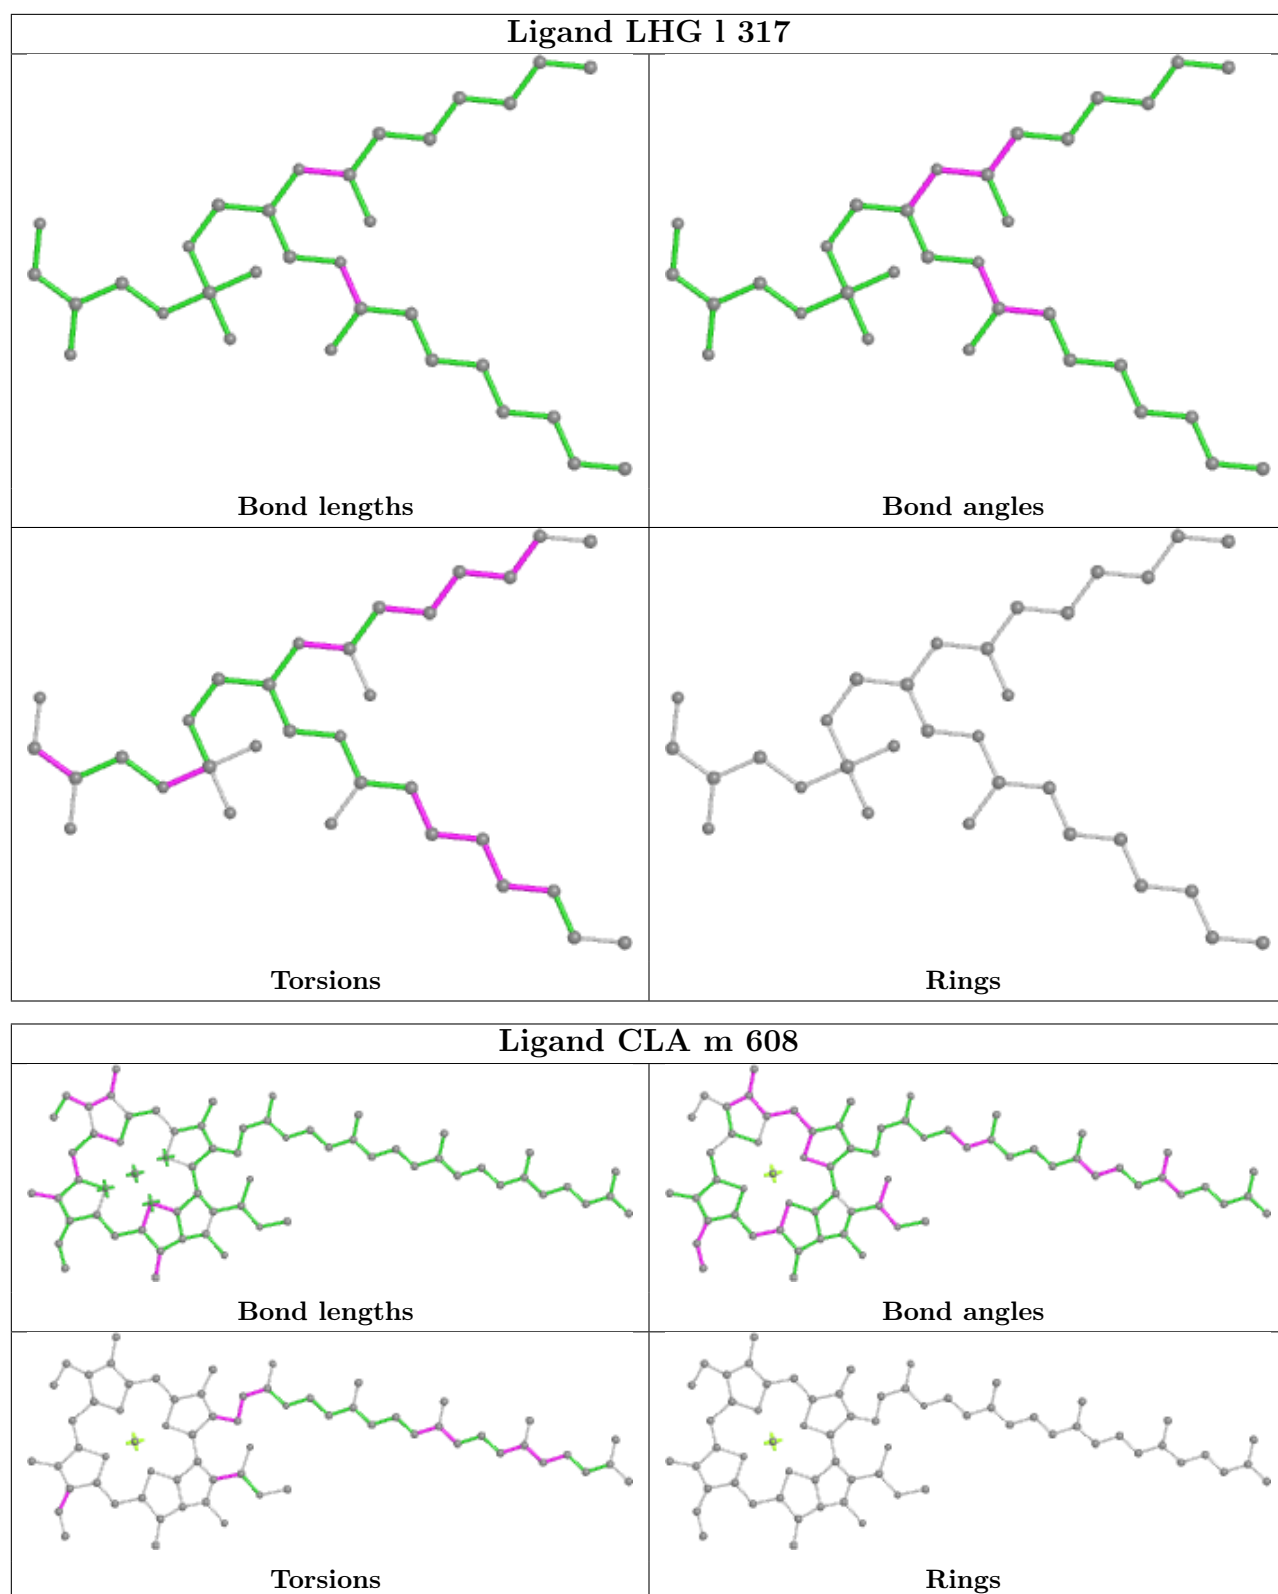 Ligand LHG l 317
Bond lengths
Bond angles
Torsions
Rings
Ligand CLA m 608
Bond lengths
Bond angles
Torsions
Rings